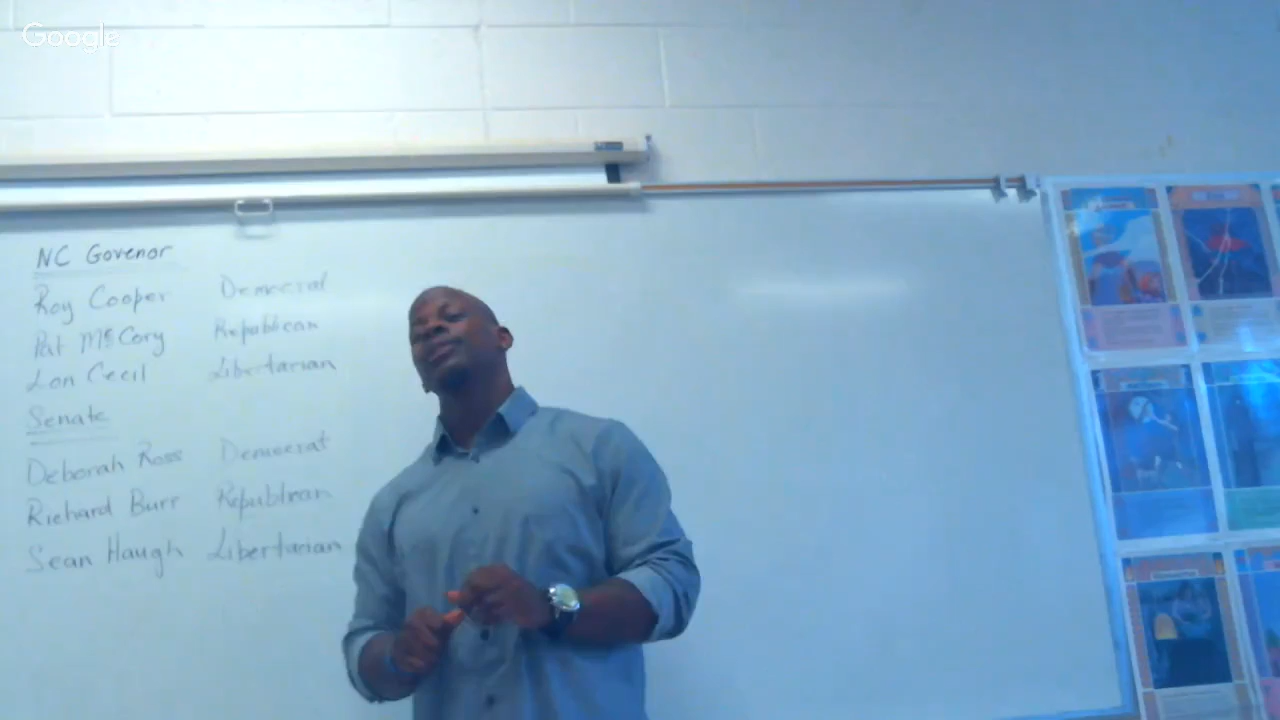 Google
NC Govenor
Roy Cooper Democrat
Pat McCory Republican
Lon Cecil Libertarian
Senate
Deborah Ross Democrat
Richard Burr Republican
Sean Haugh Libertarian